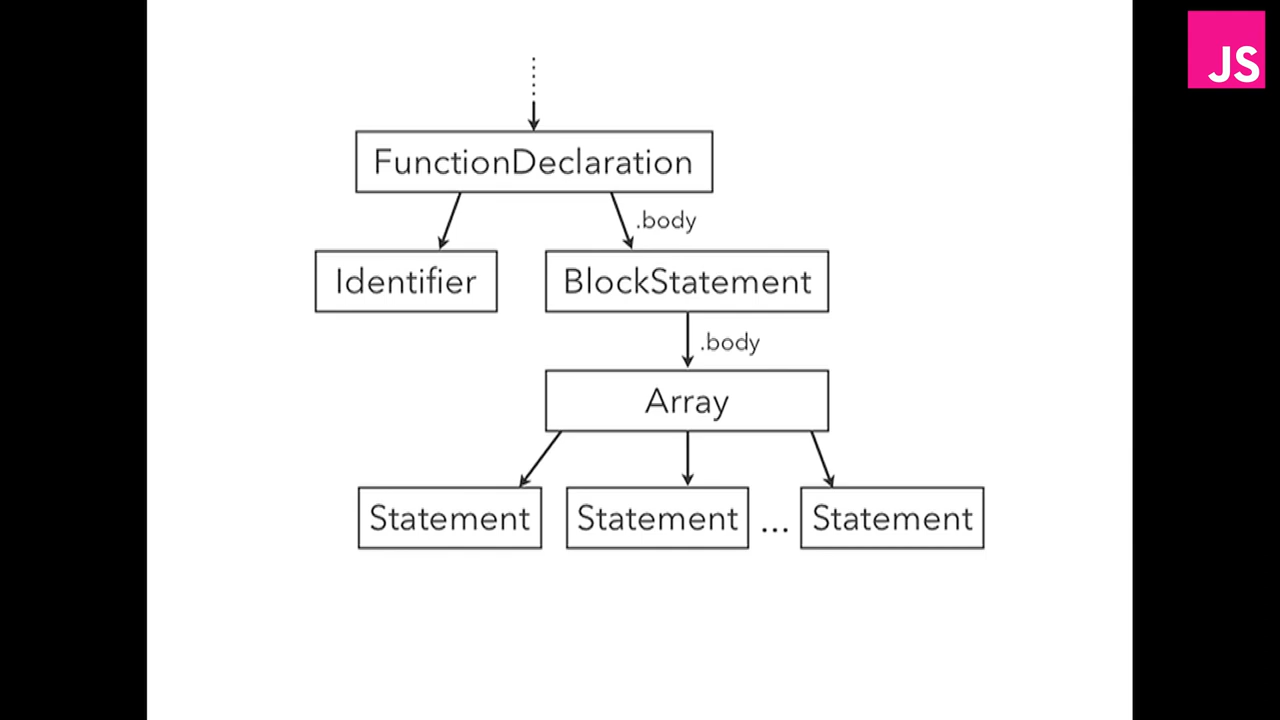 JS
FunctionDeclaration
.body
Identifier
BlockStatement
.body
Array
Statement
Statement
...
Statement